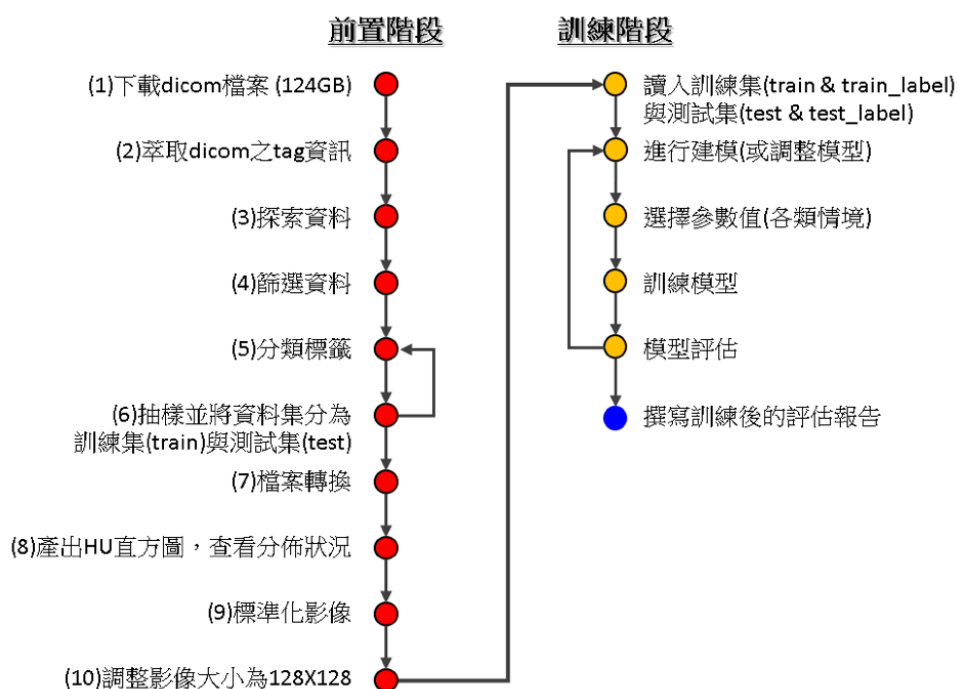 前置階段
(1)下載dicom檔案 (124GB)
(2)萃取dicom之tag資訊
(3)探索資料
(4)篩選資料
(5)分類標籤
(6)抽樣並將資料集分為
訓練集(train)與測試集(test)
(7)檔案轉換
(8)產出HU直方圖，查看分佈狀況
(9)標準化影像
(10)調整影像大小為128X128
訓練階段
讀入訓練集(train & train_label)
與測試集(test & test_label)
進行建模(或調整模型)
選擇參數值(各類情境)
訓練模型
模型評估
撰寫訓練後的評估報告